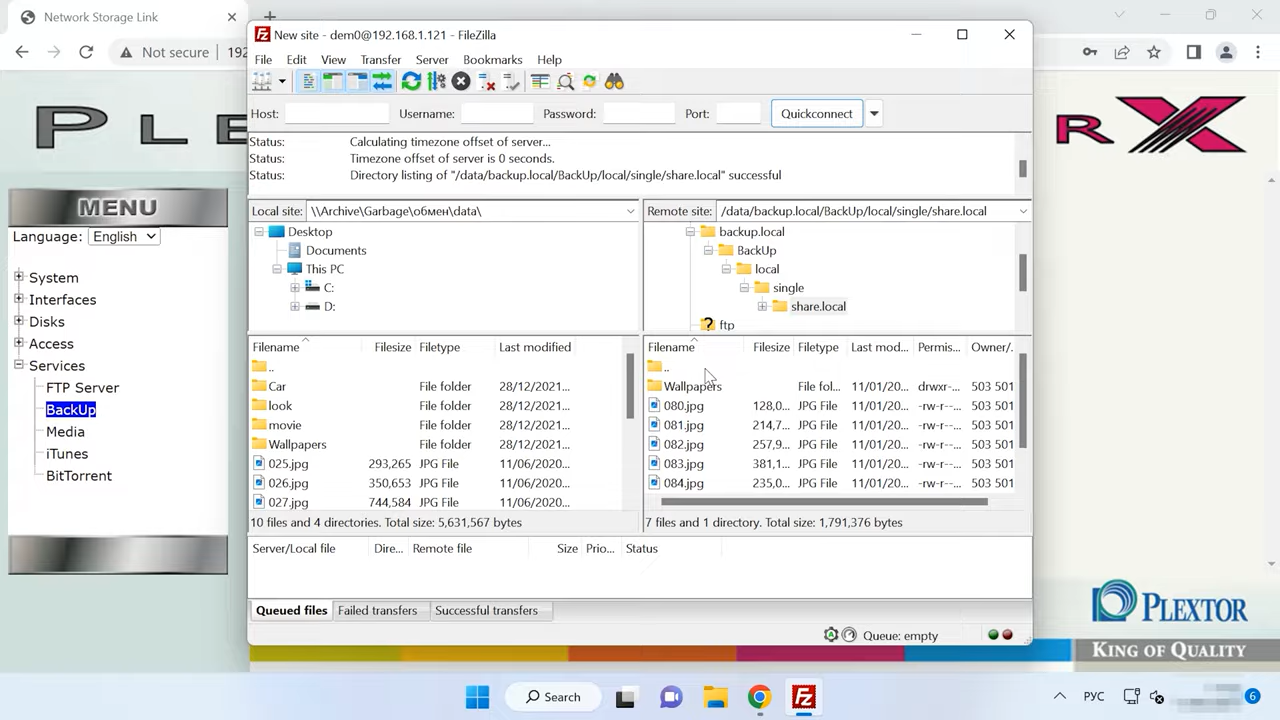 Network Storage Link
Not secure
192
PLE
RX
MENU
Language: English
System
Interfaces
Disks
Access
Services
FTP Server
BackUp
Media
iTunes
BitTorrent
New site - dem0@192.168.1.121 - FileZilla
File Edit View Transfer Server Bookmarks Help
Host: Username: Password: Port: Quickconnect
Status: Calculating timezone offset of server...
Status: Timezone offset of server is 0 seconds.
Status: Directory listing of "/data/backup.local/BackUp/local/single/share.local" successful
Local site: \\Archive\Garbage\обмен\data\
Desktop
Documents
This PC
C:
D:
Remote site: /data/backup.local/BackUp/local/single/share.local
backup.local
BackUp
local
single
share.local
ftp
Filename Filesize Filetype Last modified
..
Car File folder 28/12/2021...
look File folder 28/12/2021...
movie File folder 28/12/2021...
Wallpapers File folder 28/12/2021...
025.jpg 293,265 JPG File 11/06/2020...
026.jpg 350,653 JPG File 11/06/2020...
027.jpg 744,584 JPG File 11/06/2020...
10 files and 4 directories. Total size: 5,631,567 bytes
Filename Filesize Filetype Last mod... Permis... Owner/.
..
Wallpapers File fol... 11/01/20... drwxr-... 503 501
080.jpg 128,0... JPG File 11/01/20... -rw-r--... 503 501
081.jpg 214,7... JPG File 11/01/20... -rw-r--... 503 501
082.jpg 257,9... JPG File 11/01/20... -rw-r--... 503 501
083.jpg 381,1... JPG File 11/01/20... -rw-r--... 503 501
084.jpg 235,0... JPG File 11/01/20... -rw-r--... 503 501
7 files and 1 directory. Total size: 1,791,376 bytes
Server/Local file Dire... Remote file Size Prio... Status
Queued files Failed transfers Successful transfers
Queue: empty
PLEXTOR
KING OF QUALITY
Search
РУС
6